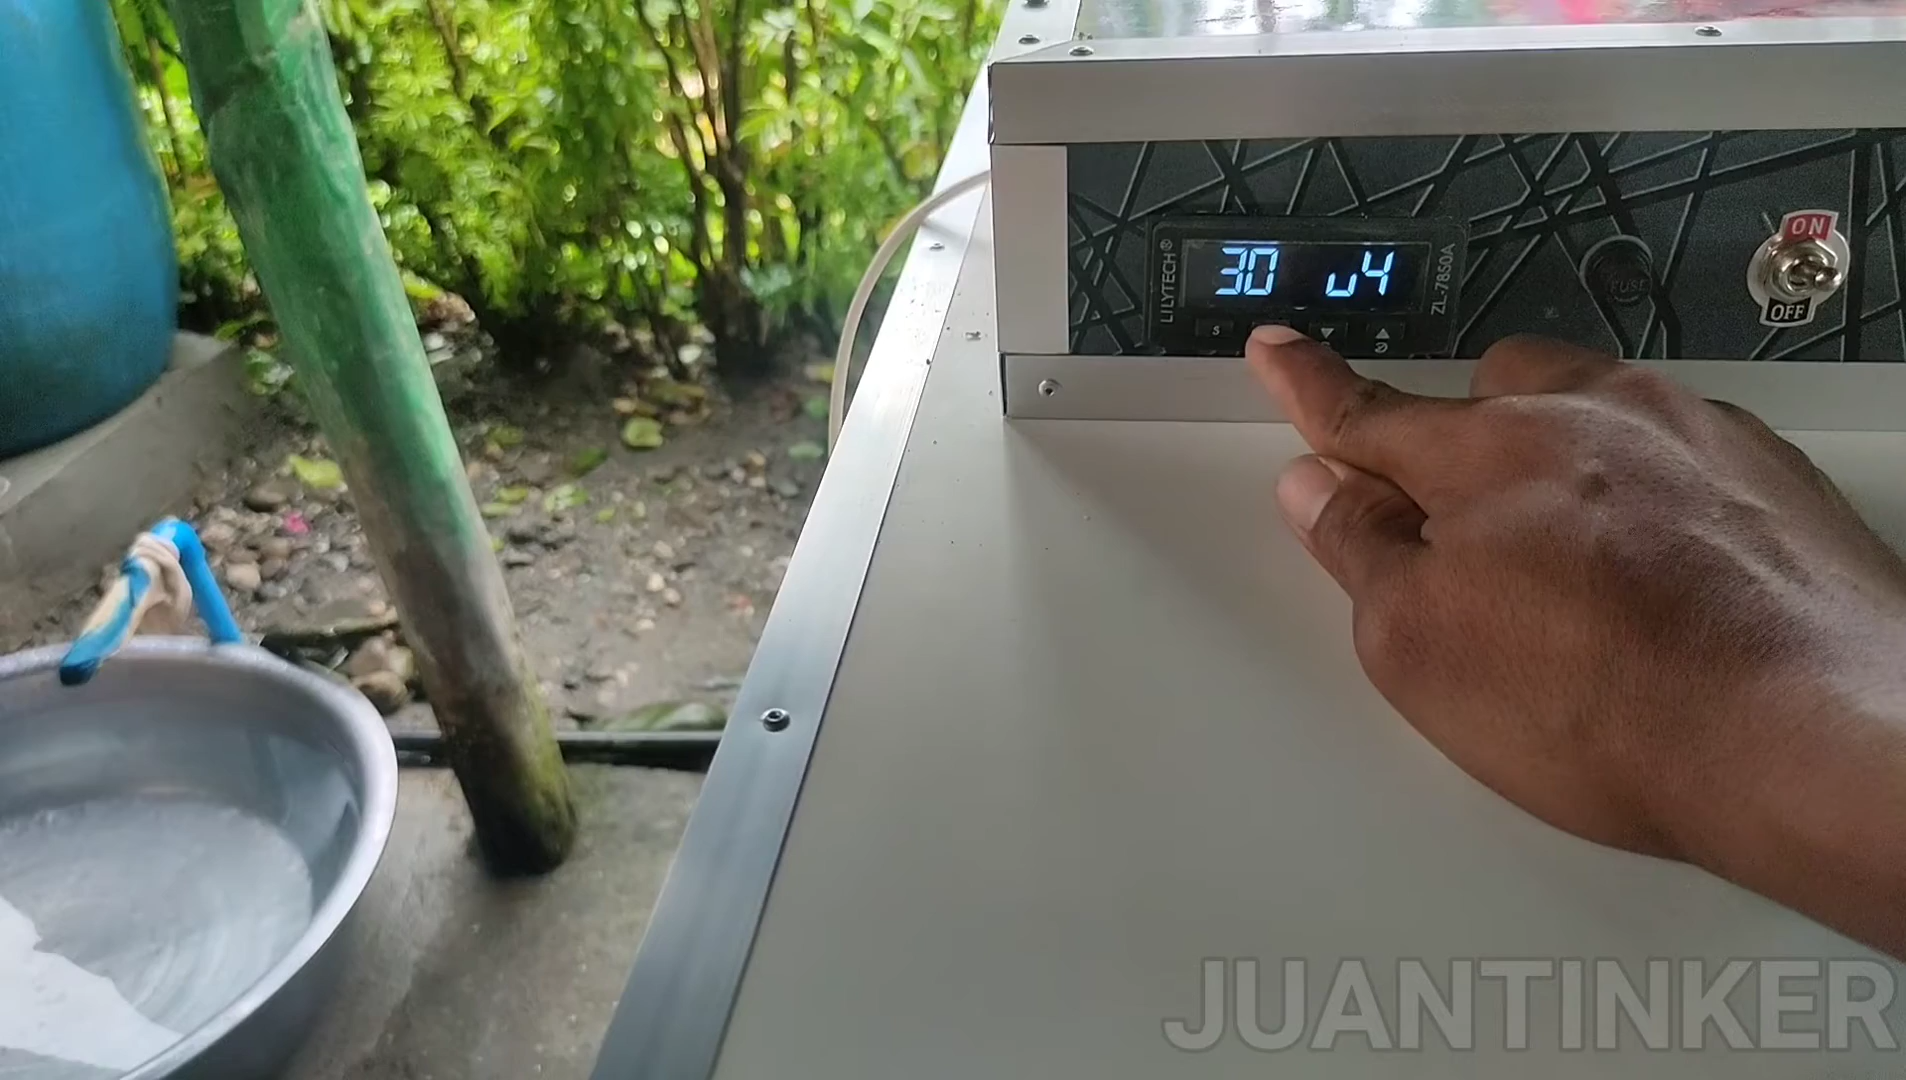 ON
LILYTECH®
30 u4
ZL-7850A
FUSE
OFF
S
JUANTINKER